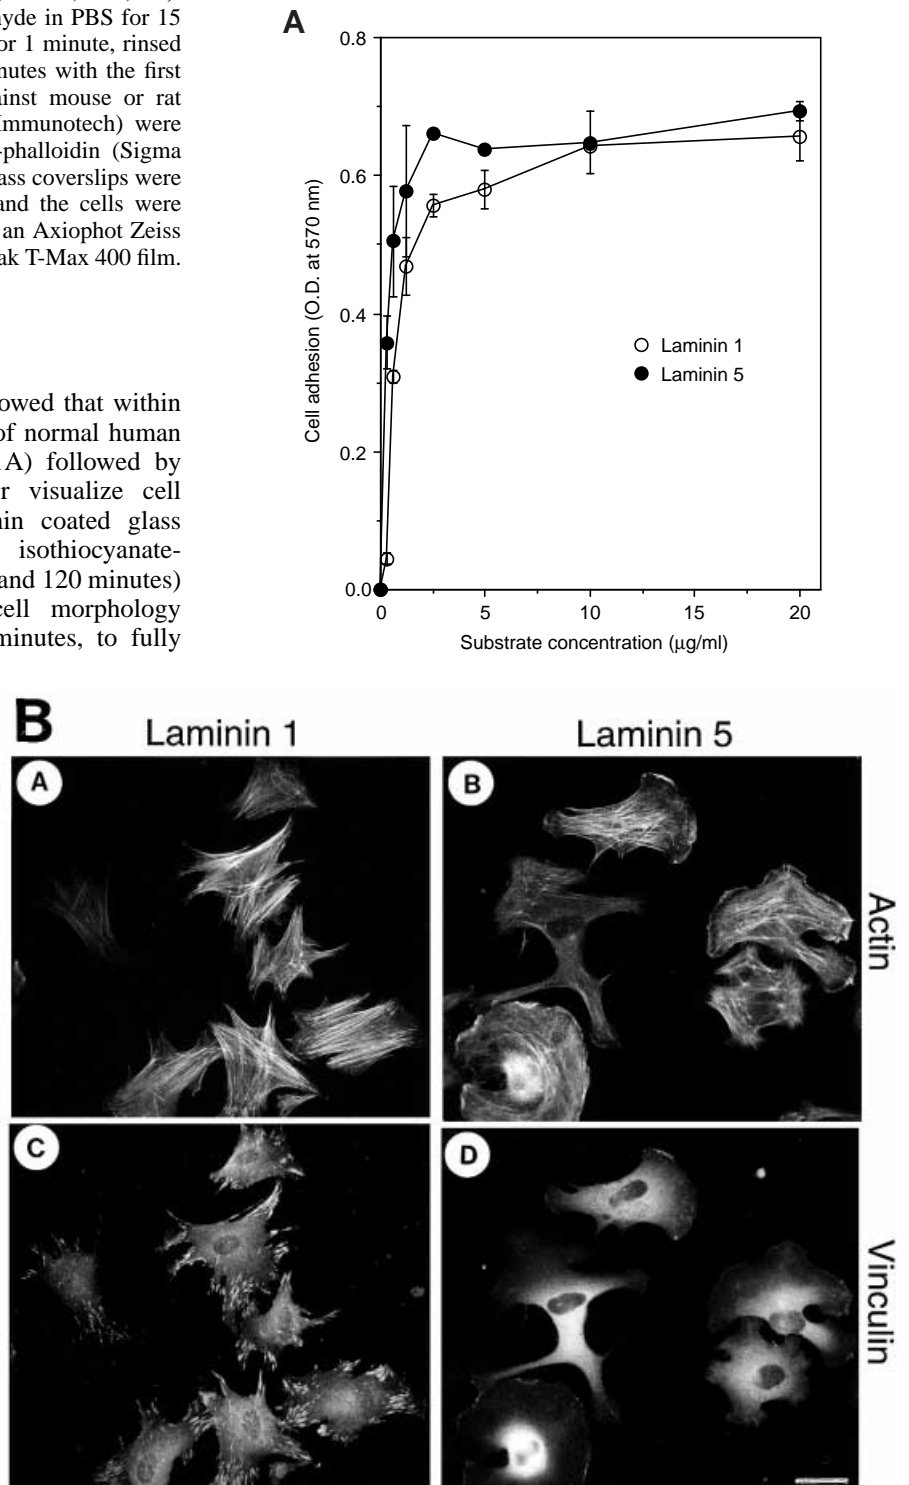 hyde in PBS for 15
or 1 minute, rinsed
nutes with the first
ainst mouse or rat
Immunotech) were
-phalloidin (Sigma
ass coverslips were
and the cells were
an Axiophot Zeiss
ak T-Max 400 film.
owed that within
of normal human
A) followed by
r visualize cell
nin coated glass
isothiocyanate-
and 120 minutes)
cell morphology
minutes, to fully
A
0.8
0.6
0.4
0.2
0.0
Cell adhesion (O.D. at 570 nm)
Laminin 1
Laminin 5
0 5 10 15 20
Substrate concentration (μg/ml)
B
Laminin 1 Laminin 5
A B
Actin
C D
Vinculin